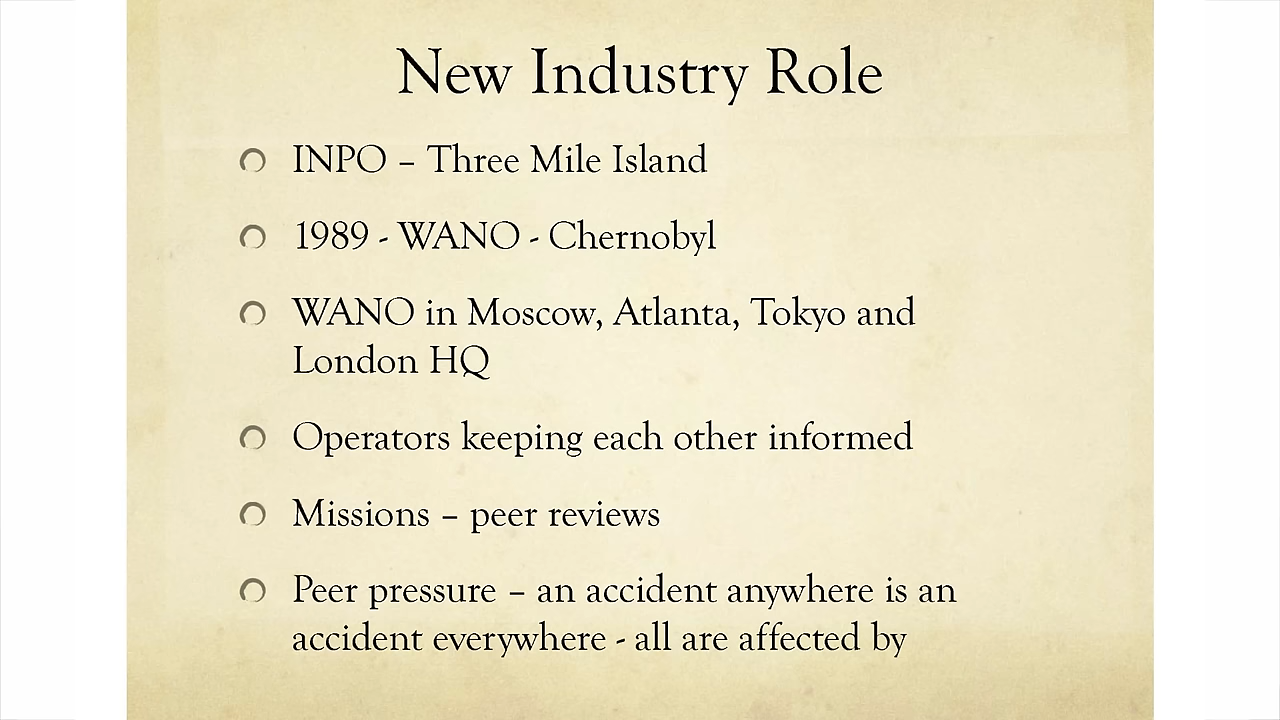 New Industry Role
INPO – Three Mile Island
1989 - WANO - Chernobyl
WANO in Moscow, Atlanta, Tokyo and
London HQ
Operators keeping each other informed
Missions – peer reviews
Peer pressure – an accident anywhere is an
accident everywhere - all are affected by